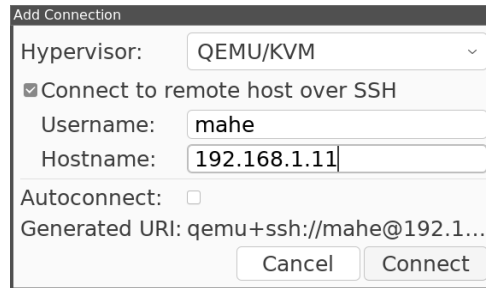 Add Connection
Hypervisor: QEMU/KVM
Connect to remote host over SSH
Username: mahe
Hostname: 192.168.1.11
Autoconnect:
Generated URI: qemu+ssh://mahe@192.1...
Cancel Connect